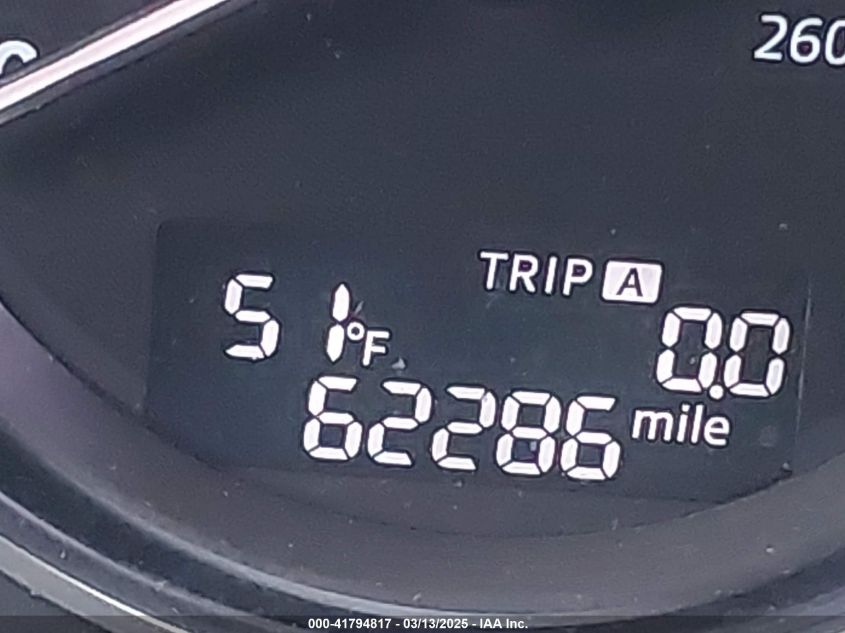 260
TRIP A
51°F
0.0
62286 mile
000-41794817 - 03/13/2025 - IAA Inc.